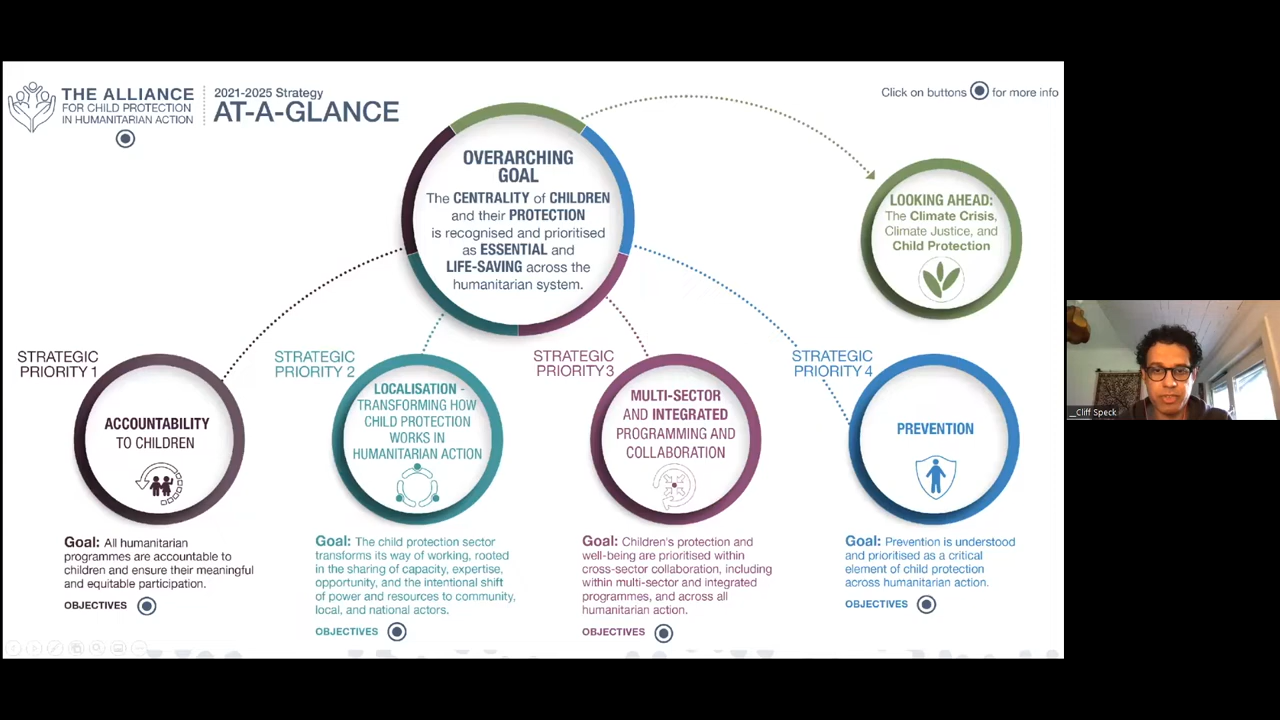 THE ALLIANCE
FOR CHILD PROTECTION
IN HUMANITARIAN ACTION
2021-2025 Strategy
AT-A-GLANCE
Click on buttons for more info
OVERARCHING
GOAL
The CENTRALITY of CHILDREN
and their PROTECTION
is recognised and prioritised
as ESSENTIAL and
LIFE-SAVING across the
humanitarian system.
LOOKING AHEAD:
The Climate Crisis,
Climate Justice, and
Child Protection
STRATEGIC
PRIORITY 1
ACCOUNTABILITY
TO CHILDREN
Goal: All humanitarian
programmes are accountable to
children and ensure their meaningful
and equitable participation.
OBJECTIVES
STRATEGIC
PRIORITY 2
LOCALISATION -
TRANSFORMING HOW
CHILD PROTECTION
WORKS IN
HUMANITARIAN ACTION
Goal: The child protection sector
transforms its way of working, rooted
in the sharing of capacity, expertise,
opportunity, and the intentional shift
of power and resources to community,
local, and national actors.
OBJECTIVES
STRATEGIC
PRIORITY 3
MULTI-SECTOR
AND INTEGRATED
PROGRAMMING AND
COLLABORATION
Goal: Children's protection and
well-being are prioritised within
cross-sector collaboration, including
within multi-sector and integrated
programmes, and across all
humanitarian action.
OBJECTIVES
STRATEGIC
PRIORITY 4
PREVENTION
Goal: Prevention is understood
and prioritised as a critical
element of child protection
across humanitarian action.
OBJECTIVES
__Cliff Speck